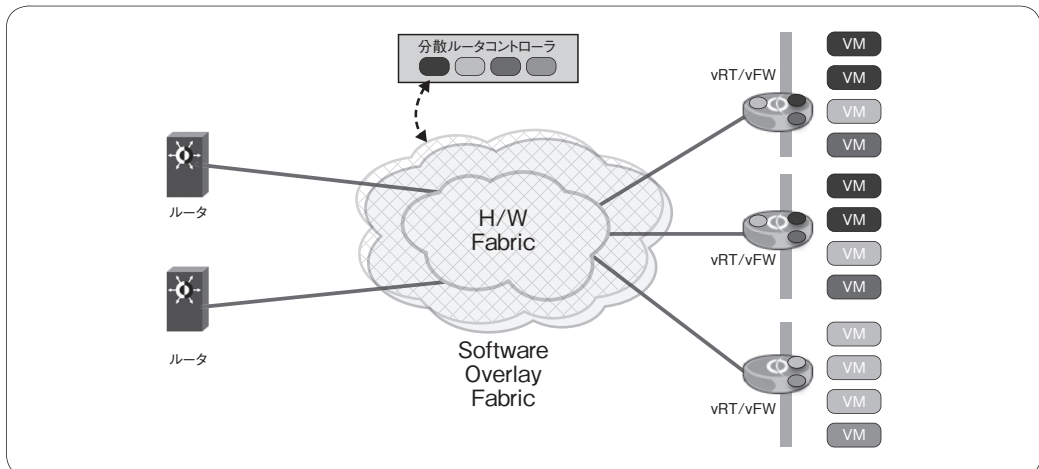 分散ルータコントローラ
vRT/vFW
VM
VM
VM
VM
ルータ
H/W
Fabric
vRT/vFW
VM
VM
VM
VM
ルータ
Software
Overlay
Fabric
vRT/vFW
VM
VM
VM
VM